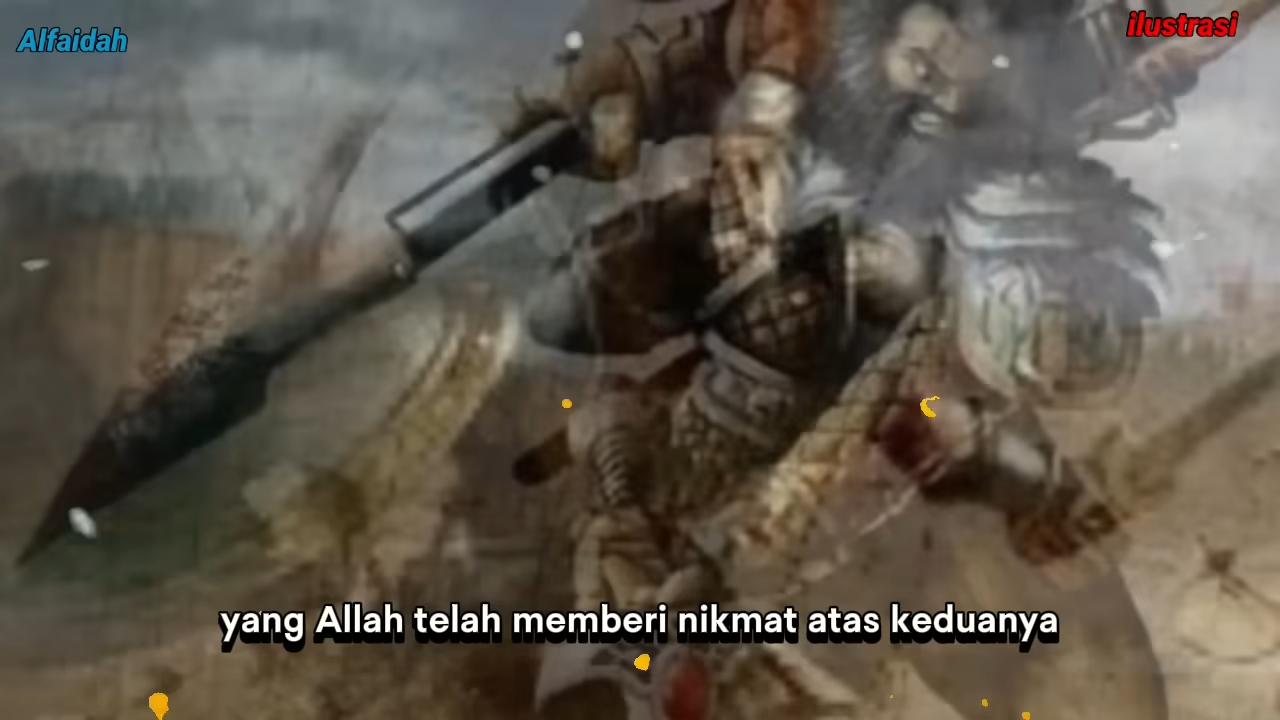 Alfaidah
ilustrasi
yang Allah telah memberi nikmat atas keduanya